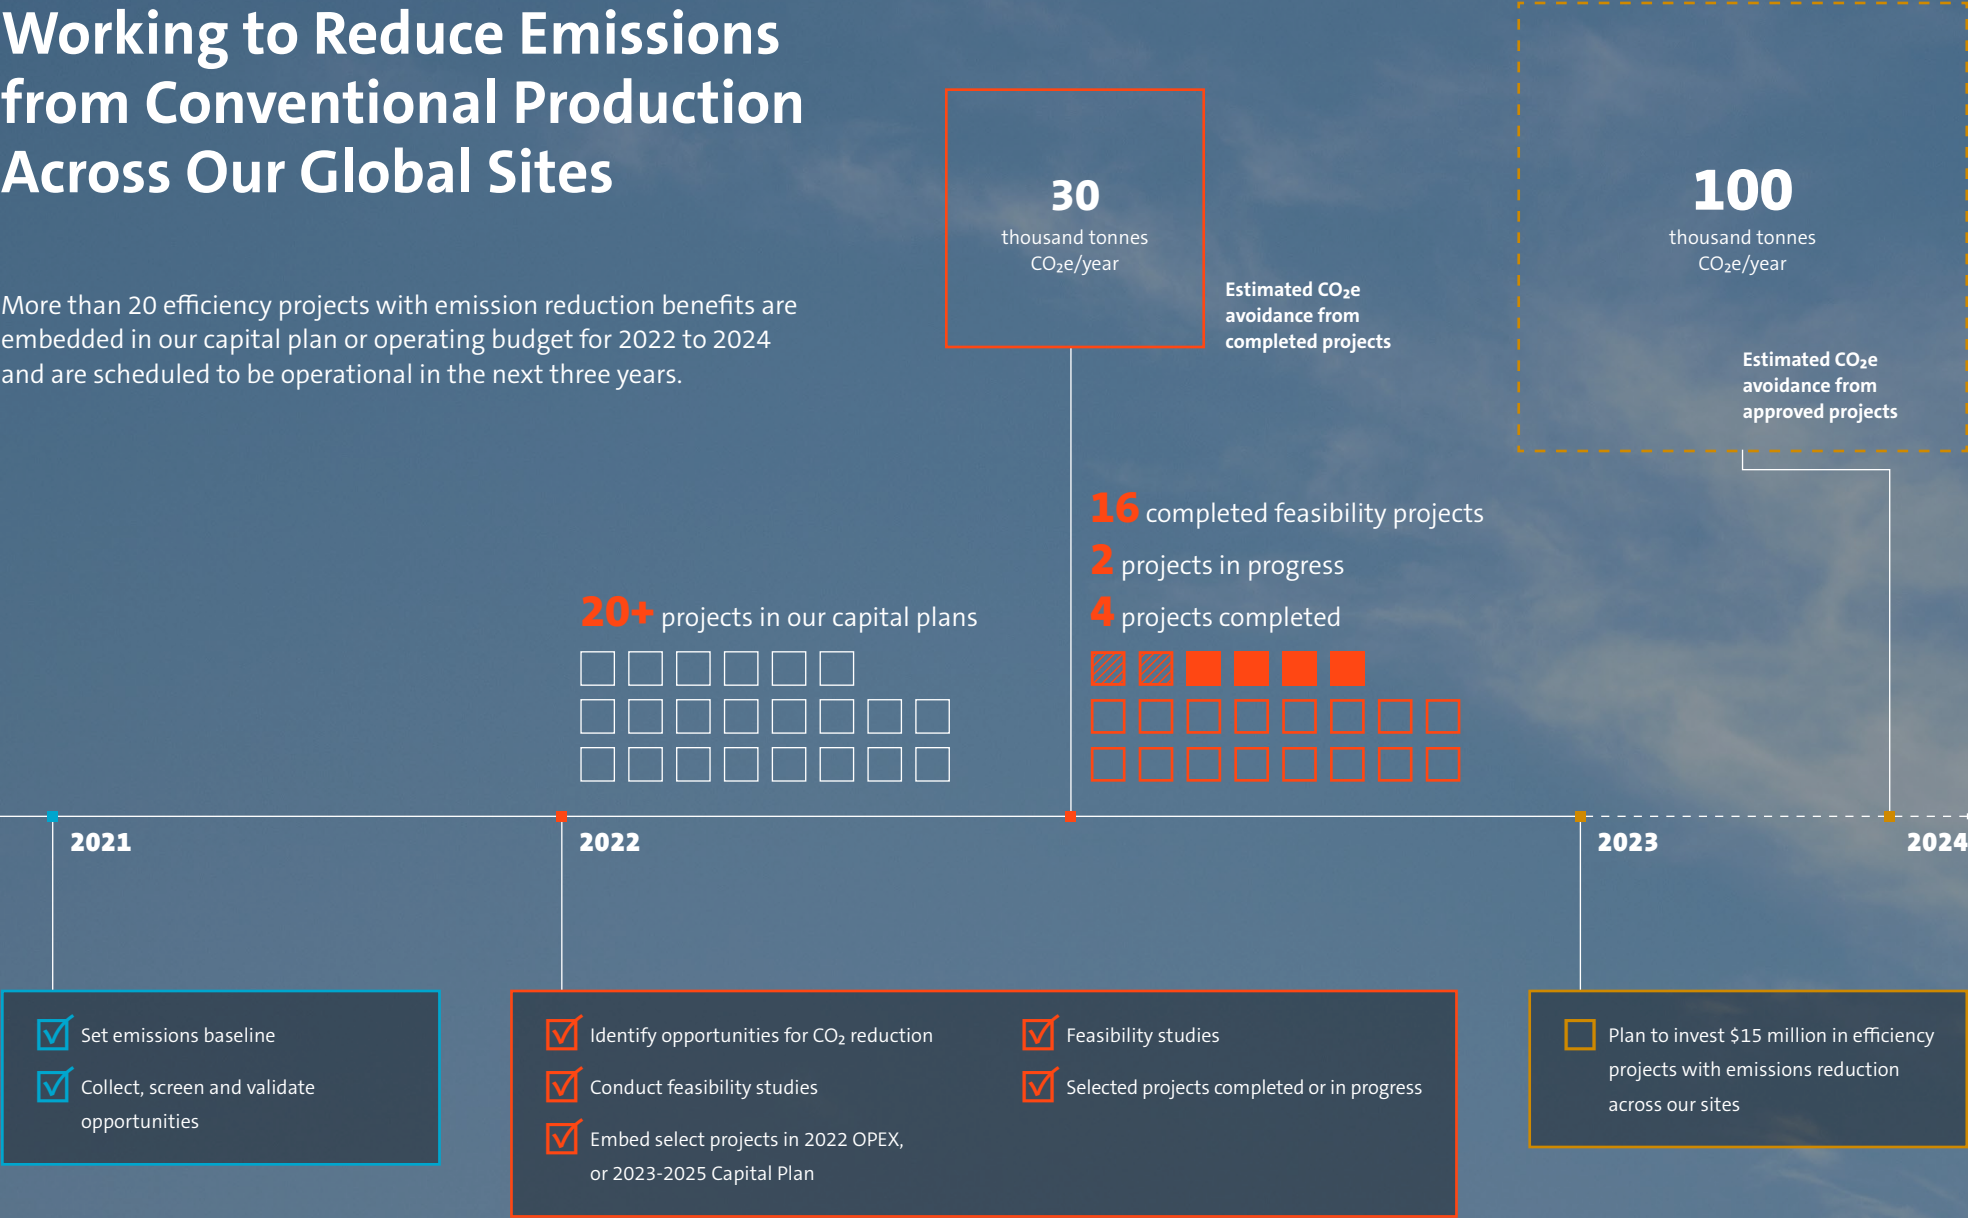 Working to Reduce Emissions
from Conventional Production
Across Our Global Sites
More than 20 efficiency projects with emission reduction benefits are
embedded in our capital plan or operating budget for 2022 to 2024
and are scheduled to be operational in the next three years.
30
thousand tonnes
CO₂e/year
Estimated CO₂e
avoidance from
completed projects
100
thousand tonnes
CO₂e/year
Estimated CO₂e
avoidance from
approved projects
20+ projects in our capital plans
16 completed feasibility projects
2 projects in progress
4 projects completed
2021
2022
2023
2024
Set emissions baseline
Collect, screen and validate
opportunities
Identify opportunities for CO₂ reduction
Conduct feasibility studies
Embed select projects in 2022 OPEX,
or 2023-2025 Capital Plan
Feasibility studies
Selected projects completed or in progress
Plan to invest $15 million in efficiency
projects with emissions reduction
across our sites